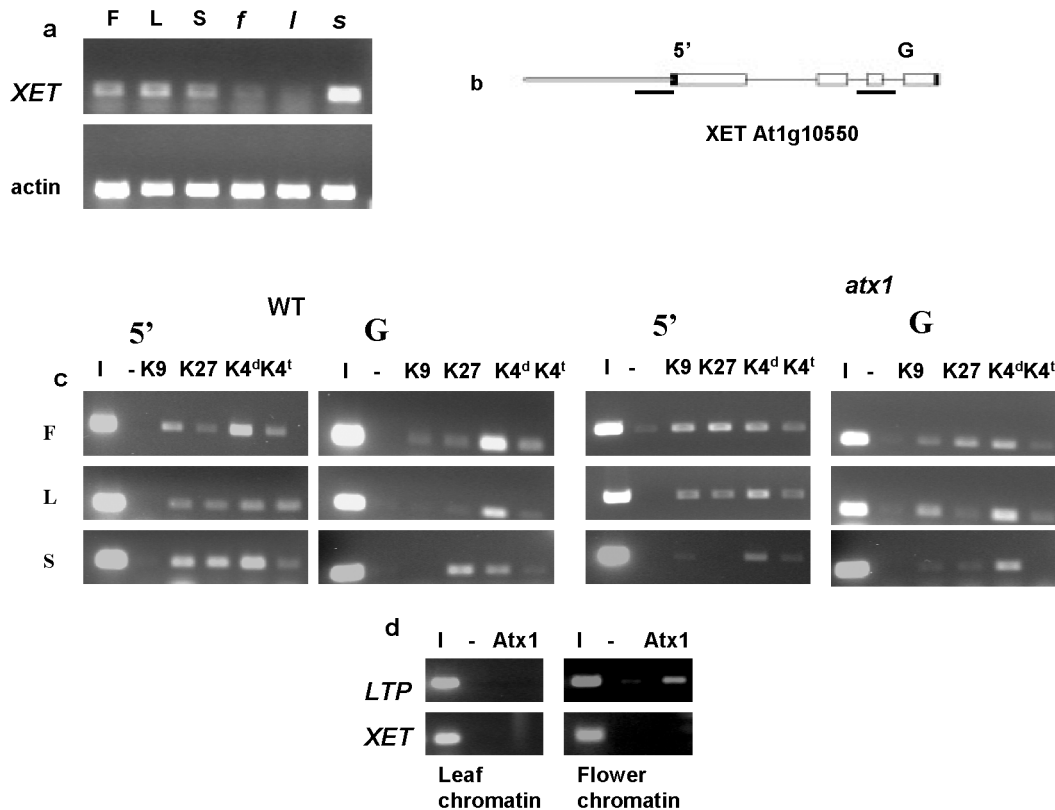 a
F L S f l s
XET
actin
b
5’ G
XET At1g10550
WT
atx1
5’ G 5’ G
c
I - K9 K27 K4ᵈ K4ᵗ
I - K9 K27 K4ᵈ K4ᵗ
I - K9 K27 K4ᵈ K4ᵗ
I - K9 K27 K4ᵈ K4ᵗ
F
L
S
d
I - Atx1 I - Atx1
LTP
XET
Leaf
chromatin
Flower
chromatin